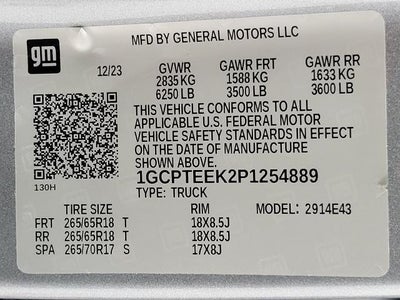 gm
MFD BY GENERAL MOTORS LLC
12/23 GVWR GAWR FRT GAWR RR
2835 KG 1588 KG 1633 KG
6250 LB 3500 LB 3600 LB
THIS VEHICLE CONFORMS TO ALL
APPLICABLE U.S. FEDERAL MOTOR
VEHICLE SAFETY STANDARDS IN EFFECT
ON THE DATE OF MANUFACTURE
SHOWN ABOVE.
130H
1GCPTEEK2P1254889
TYPE: TRUCK
TIRE SIZE RIM MODEL: 2914E43
FRT 265/65R18 T 18X8.5J
RR 265/65R18 T 18X8.5J
SPA 265/70R17 S 17X8J